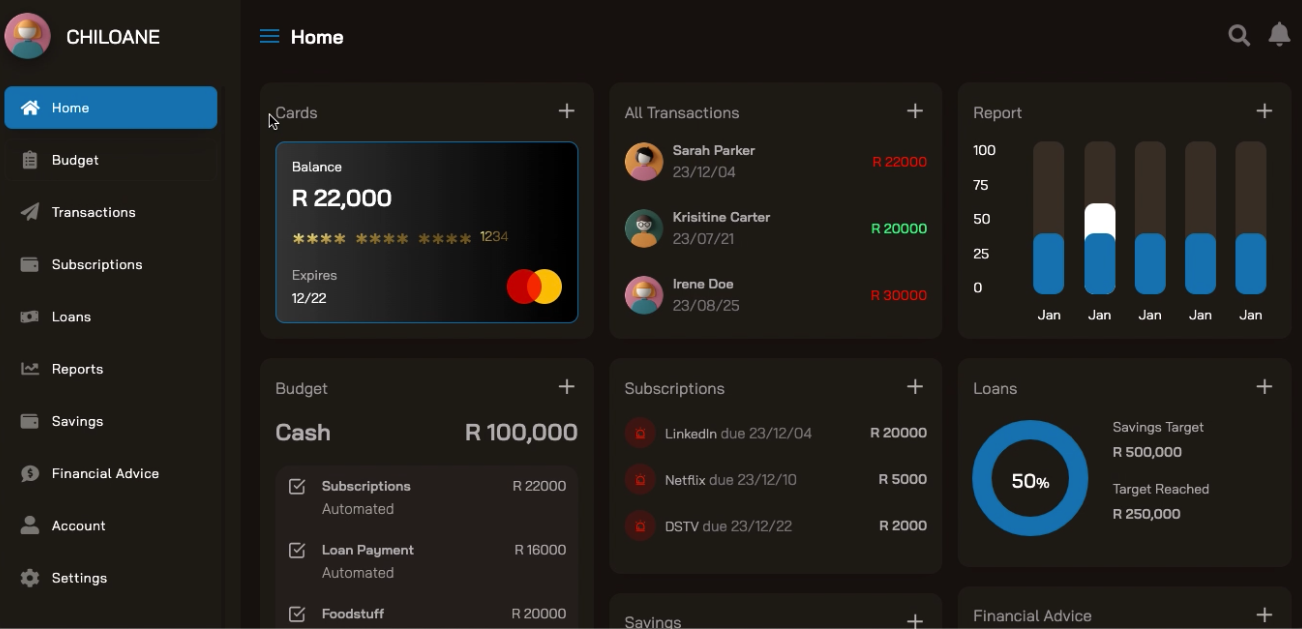 CHILOANE
Home
Budget
Transactions
Subscriptions
Loans
Reports
Savings
Financial Advice
Account
Settings
Home
Cards
Balance
R 22,000
**** **** **** 1234
Expires
12/22
All Transactions
Sarah Parker
23/12/04
R 22000
Krisitine Carter
23/07/21
R 20000
Irene Doe
23/08/25
R 30000
Report
100
75
50
25
0
Jan Jan Jan Jan Jan
Budget
Cash R 100,000
Subscriptions R 22000
Automated
Loan Payment R 16000
Automated
Foodstuff R 20000
Subscriptions
LinkedIn due 23/12/04 R 20000
Netflix due 23/12/10 R 5000
DSTV due 23/12/22 R 2000
Loans
50%
Savings Target
R 500,000
Target Reached
R 250,000
Savings
Financial Advice